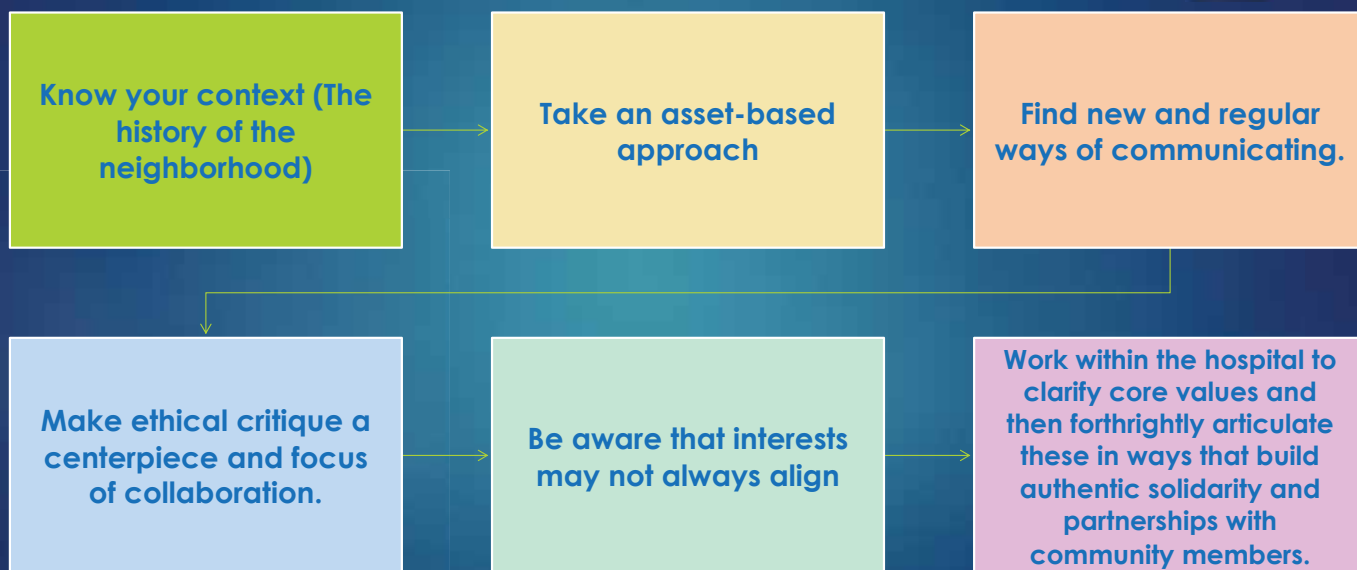 Know your context (The
history of the
neighborhood)
Take an asset-based
approach
Find new and regular
ways of communicating.
Make ethical critique a
centerpiece and focus
of collaboration.
Be aware that interests
may not always align
Work within the hospital to
clarify core values and
then forthrightly articulate
these in ways that build
authentic solidarity and
partnerships with
community members.